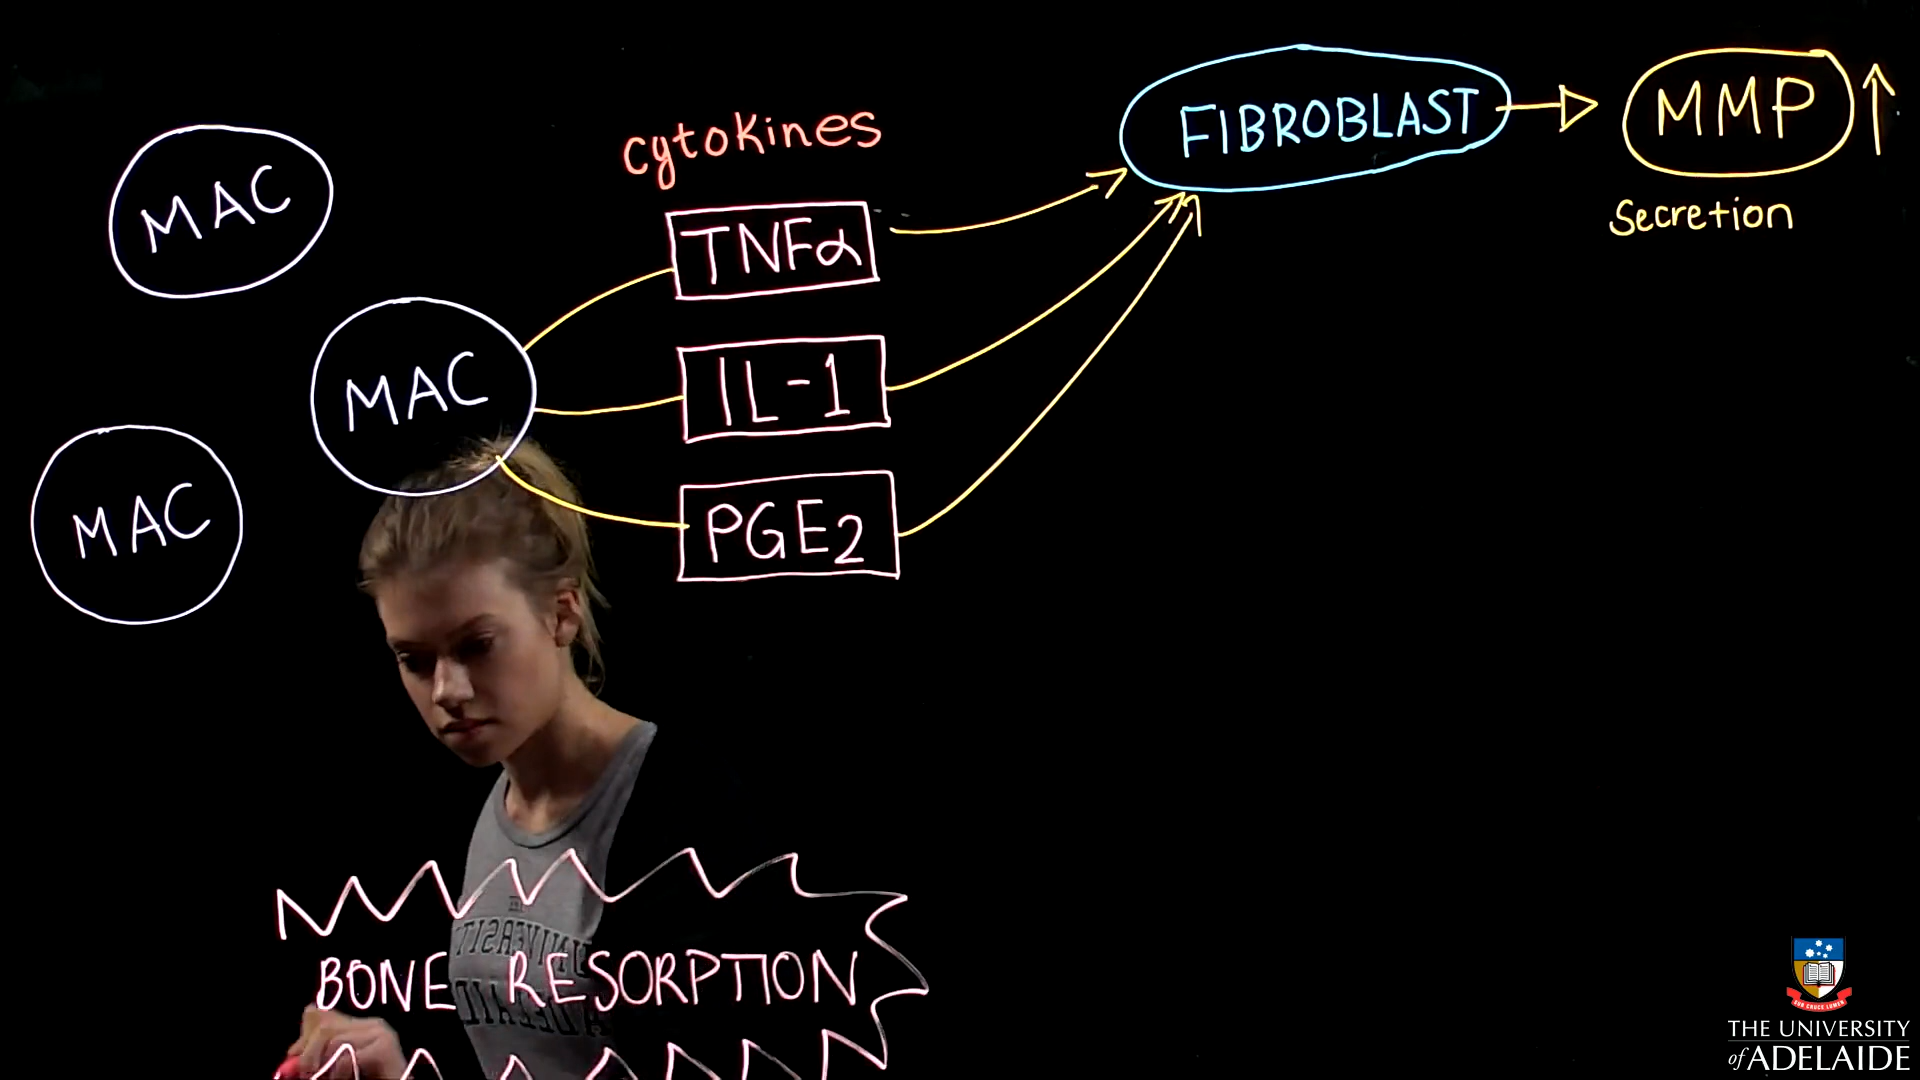 cytokines
FIBROBLAST
MMP
Secretion
MAC
TNFα
IL-1
MAC
MAC
PGE2
BONE RESORPTION
THE UNIVERSITY
of ADELAIDE